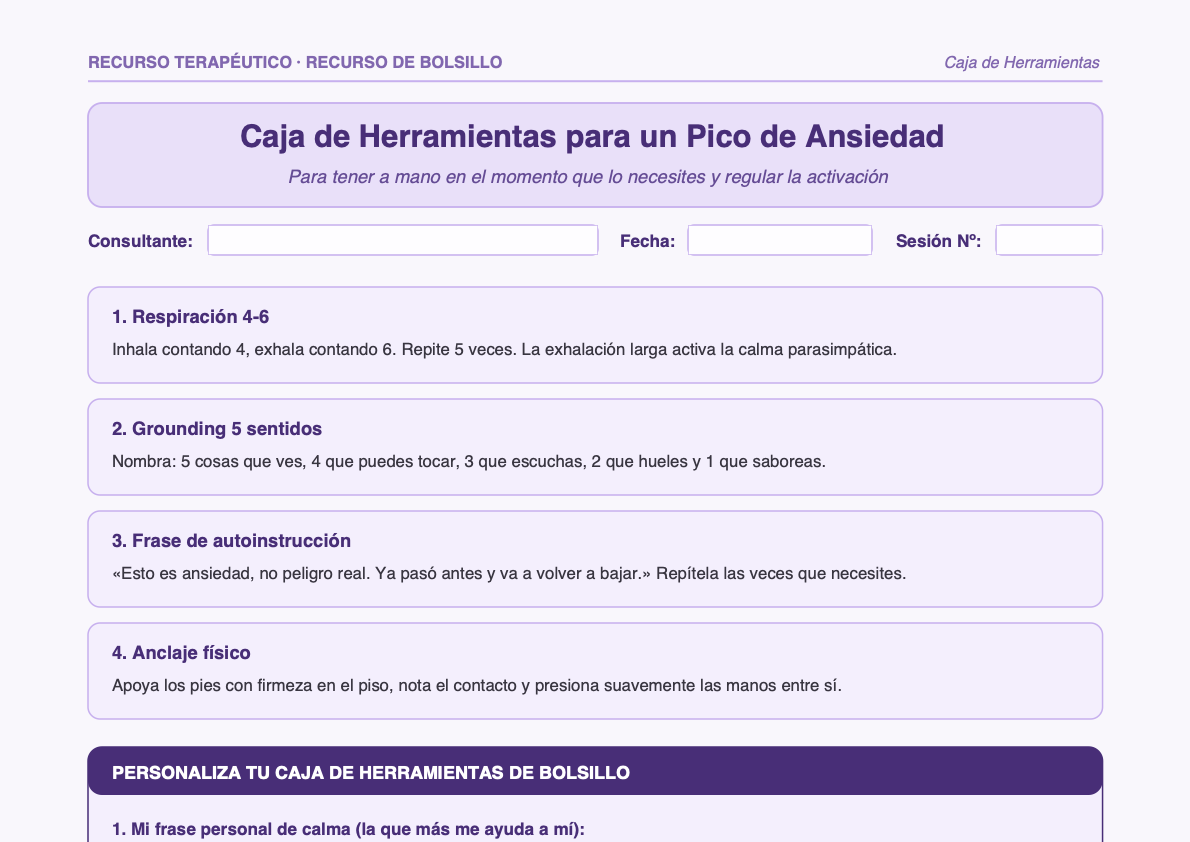 RECURSO TERAPÉUTICO · RECURSO DE BOLSILLO
Caja de Herramientas
Caja de Herramientas para un Pico de Ansiedad
Para tener a mano en el momento que lo necesites y regular la activación
Consultante: Fecha: Sesión Nº:
1. Respiración 4-6
Inhala contando 4, exhala contando 6. Repite 5 veces. La exhalación larga activa la calma parasimpática.
2. Grounding 5 sentidos
Nombra: 5 cosas que ves, 4 que puedes tocar, 3 que escuchas, 2 que hueles y 1 que saboreas.
3. Frase de autoinstrucción
«Esto es ansiedad, no peligro real. Ya pasó antes y va a volver a bajar.» Repítela las veces que necesites.
4. Anclaje físico
Apoya los pies con firmeza en el piso, nota el contacto y presiona suavemente las manos entre sí.
PERSONALIZA TU CAJA DE HERRAMIENTAS DE BOLSILLO
1. Mi frase personal de calma (la que más me ayuda a mí):